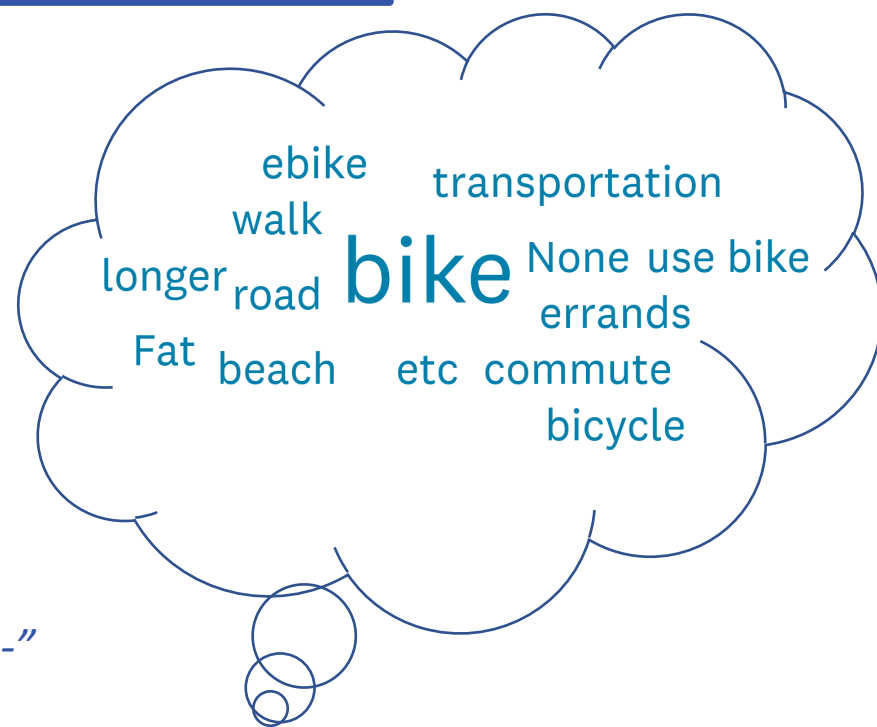 ebike
transportation
walk
bike
None use bike
longer
road
errands
Fat
beach
etc commute
bicycle
-”